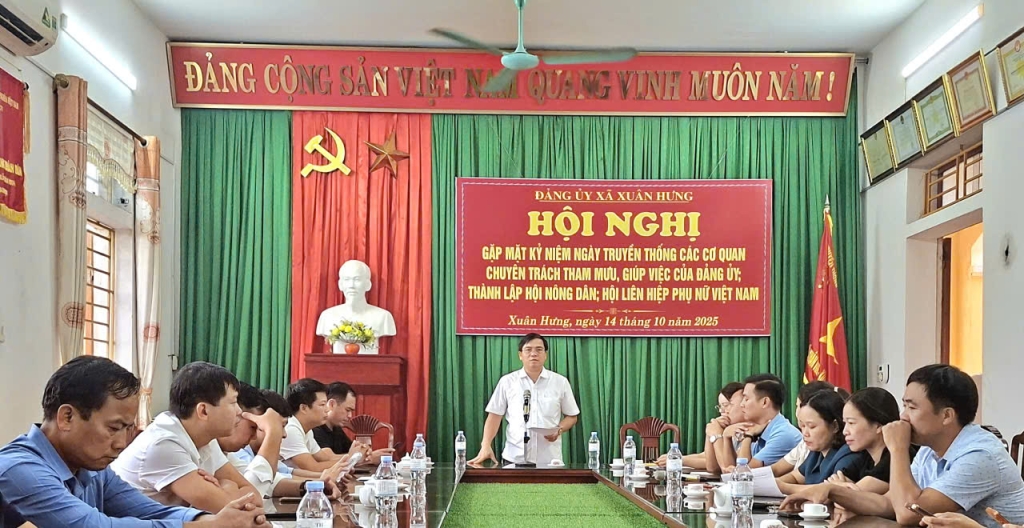 ĐẢNG CỘNG SẢN VIỆT NAM QUANG VINH MUÔN NĂM!
ĐẢNG ỦY XÃ XUÂN HƯNG
HỘI NGHỊ
GẶP MẶT KỶ NIỆM NGÀY TRUYỀN THỐNG CÁC CƠ QUAN
CHUYÊN TRÁCH THAM MƯU, GIÚP VIỆC CỦA ĐẢNG ỦY;
THÀNH LẬP HỘI NÔNG DÂN; HỘI LIÊN HIỆP PHỤ NỮ VIỆT NAM
Xuân Hưng, ngày 14 tháng 10 năm 2025